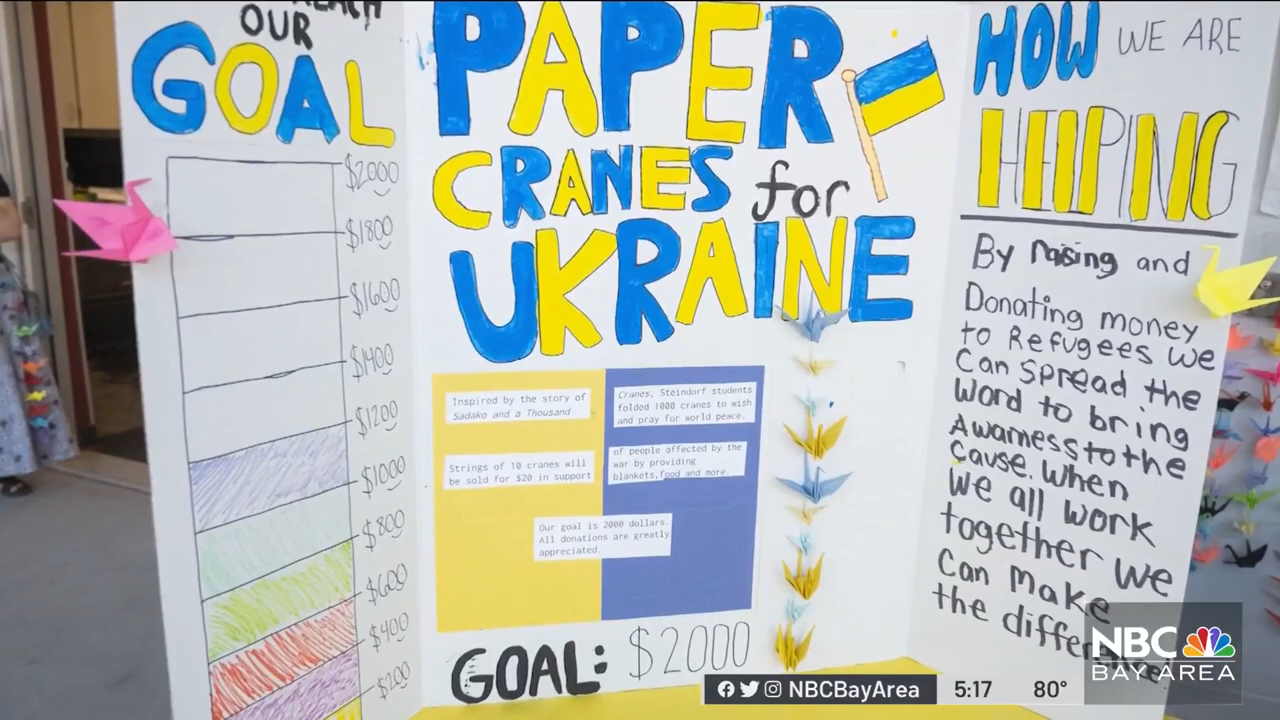 OUR
GOAL
$2000
$1800
$1600
$1400
$1200
$1000
$800
$600
$400
$200
PAPER
CRANES for
UKRAINE
Inspired by the story of
Sadako and a Thousand
Cranes, Steindorf students
folded 1000 cranes to wish
and pray for world peace.
Strings of 10 cranes will
be sold for $20 in support
of people affected by the
war by providing
blankets, food and more.
Our goal is 2000 dollars.
All donations are greatly
appreciated.
GOAL: $2000
HOW WE ARE
HELPING
By raising and
Donating money
to Refugees we
Can spread the
word to bring
Awarness to the
Cause. When
we all work
together we
Can make
the
NBC
BAY AREA
NBCBayArea
5:17
80°